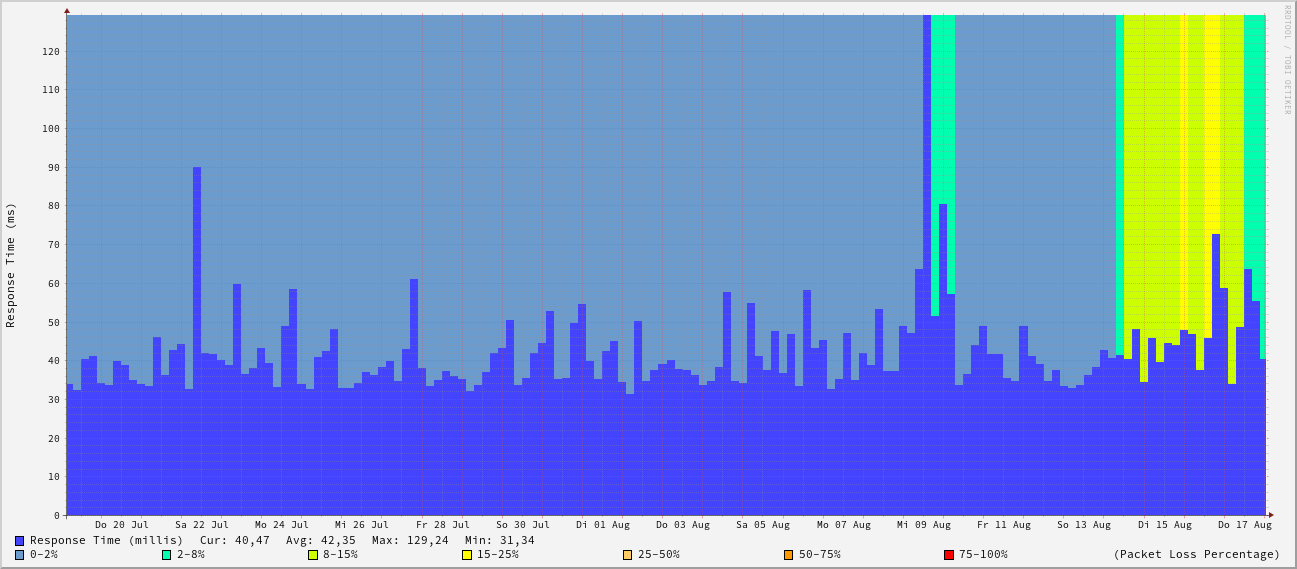 RRDTOOL / TOBI OETIKER
Response Time (ms)
120
110
100
90
80
70
60
50
40
30
20
10
0
Do 20 Jul Sa 22 Jul Mo 24 Jul Mi 26 Jul Fr 28 Jul So 30 Jul Di 01 Aug Do 03 Aug Sa 05 Aug Mo 07 Aug Mi 09 Aug Fr 11 Aug So 13 Aug Di 15 Aug Do 17 Aug
Response Time (millis) Cur: 40,47 Avg: 42,35 Max: 129,24 Min: 31,34
0-2% 2-8% 8-15% 15-25% 25-50% 50-75% 75-100% (Packet Loss Percentage)